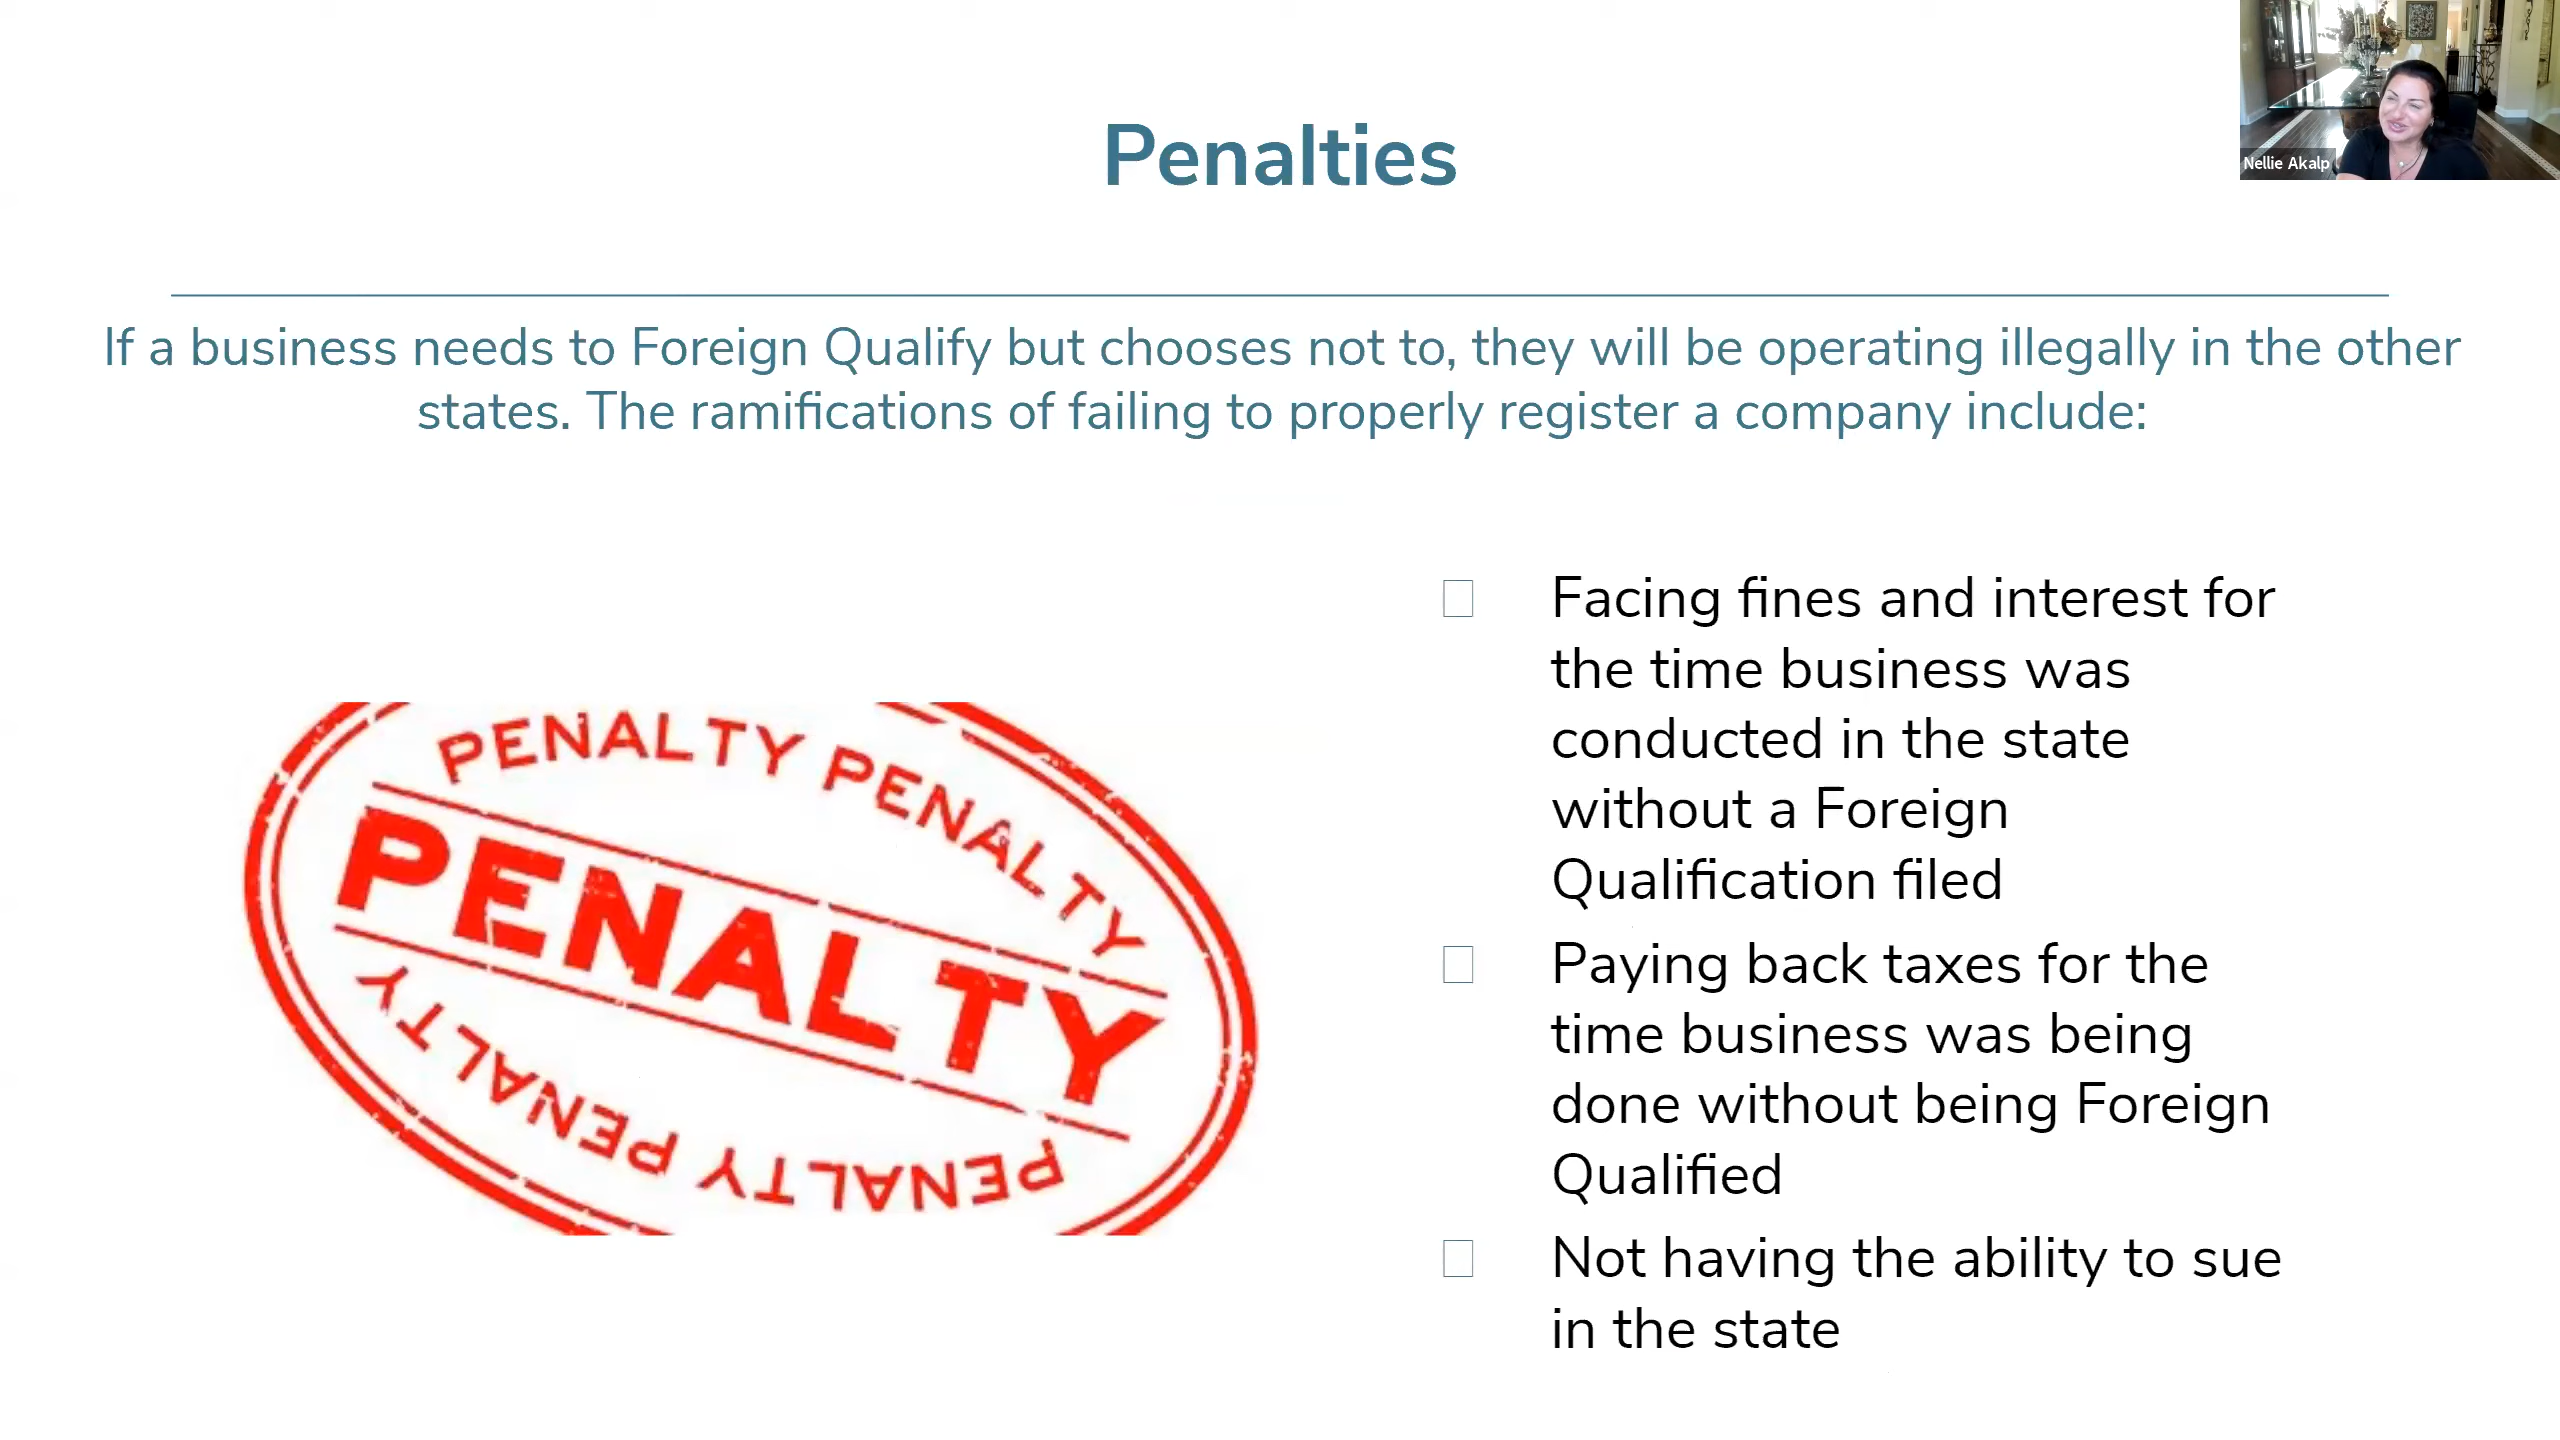 Penalties
Nellie Akalp
If a business needs to Foreign Qualify but chooses not to, they will be operating illegally in the other
states. The ramifications of failing to properly register a company include:
PENALTY PENALTY
PENALTY
PENALTY PENALTY
Facing fines and interest for
the time business was
conducted in the state
without a Foreign
Qualification filed
Paying back taxes for the
time business was being
done without being Foreign
Qualified
Not having the ability to sue
in the state